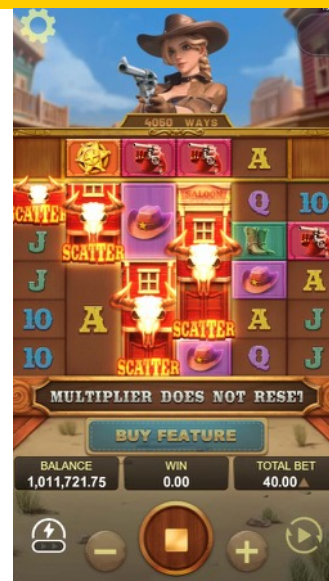 4050 WAYS
A
SALOON
Q
10
SCATTER
SCATTER
J
J
A
10
A
SCATTER
A
J
10
SCATTER
Q
J
MULTIPLIER DOES NOT RESET
BUY FEATURE
BALANCE
WIN
TOTAL BET
1,011,721.75
0.00
40.00